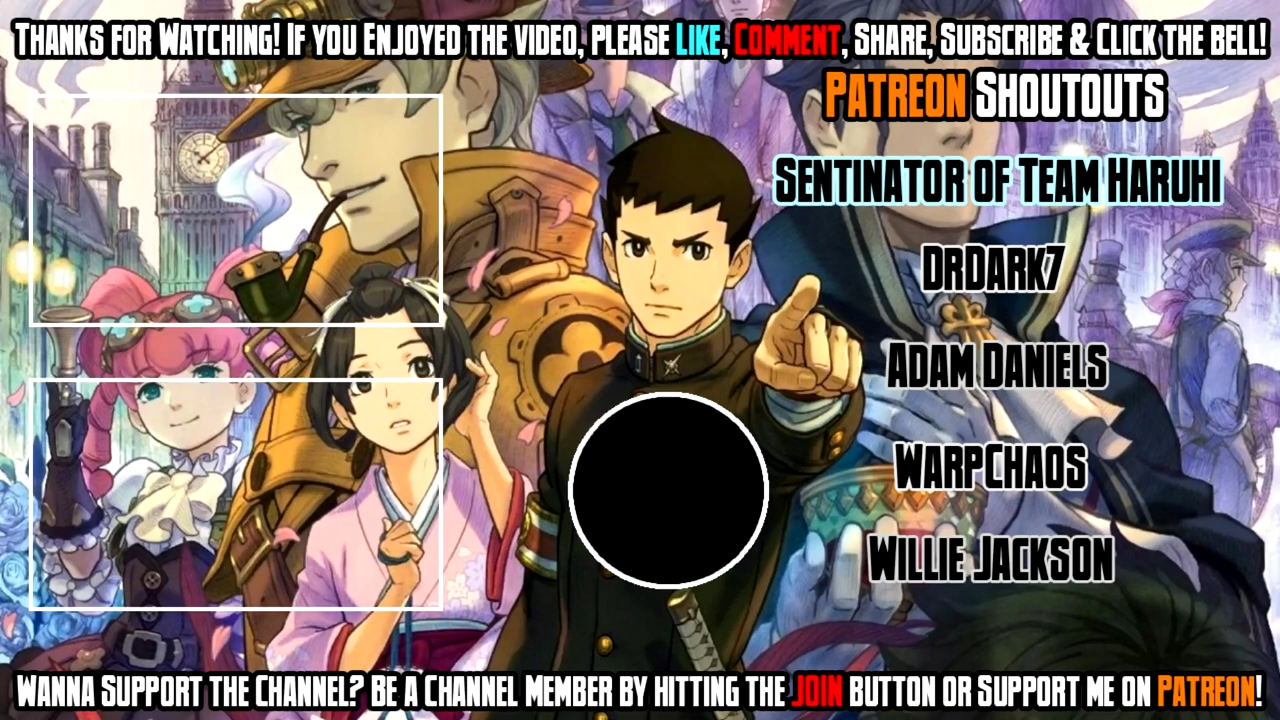 Thanks for Watching! If you Enjoyed the video, please Like, Comment, Share, Subscribe & Click the bell!
Patreon Shoutouts
Sentinator of Team Haruhi
DrDark7
Adam Daniels
WarpChaos
Willie Jackson
Wanna Support the Channel? Be a Channel Member by hitting the Join button or Support me on Patreon!